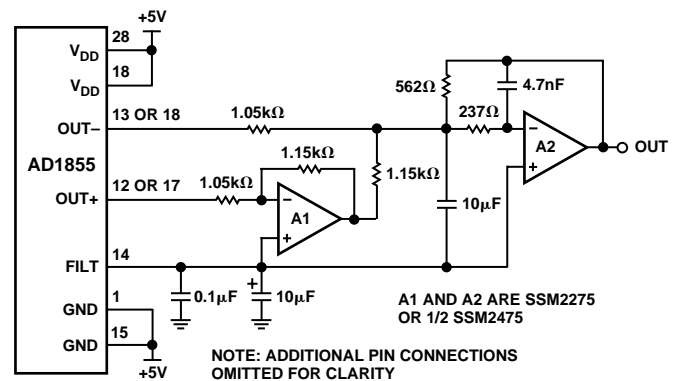 +5V
28
VDD
18
VDD
13 OR 18
OUT–
1.05kΩ
562Ω
4.7nF
237Ω
A2
OUT
AD1855
12 OR 17
OUT+
1.05kΩ
1.15kΩ
1.15kΩ
A1
10μF
14
FILT
0.1μF
10μF
A1 AND A2 ARE SSM2275
OR 1/2 SSM2475
1
GND
15
GND
+5V
NOTE: ADDITIONAL PIN CONNECTIONS
OMITTED FOR CLARITY